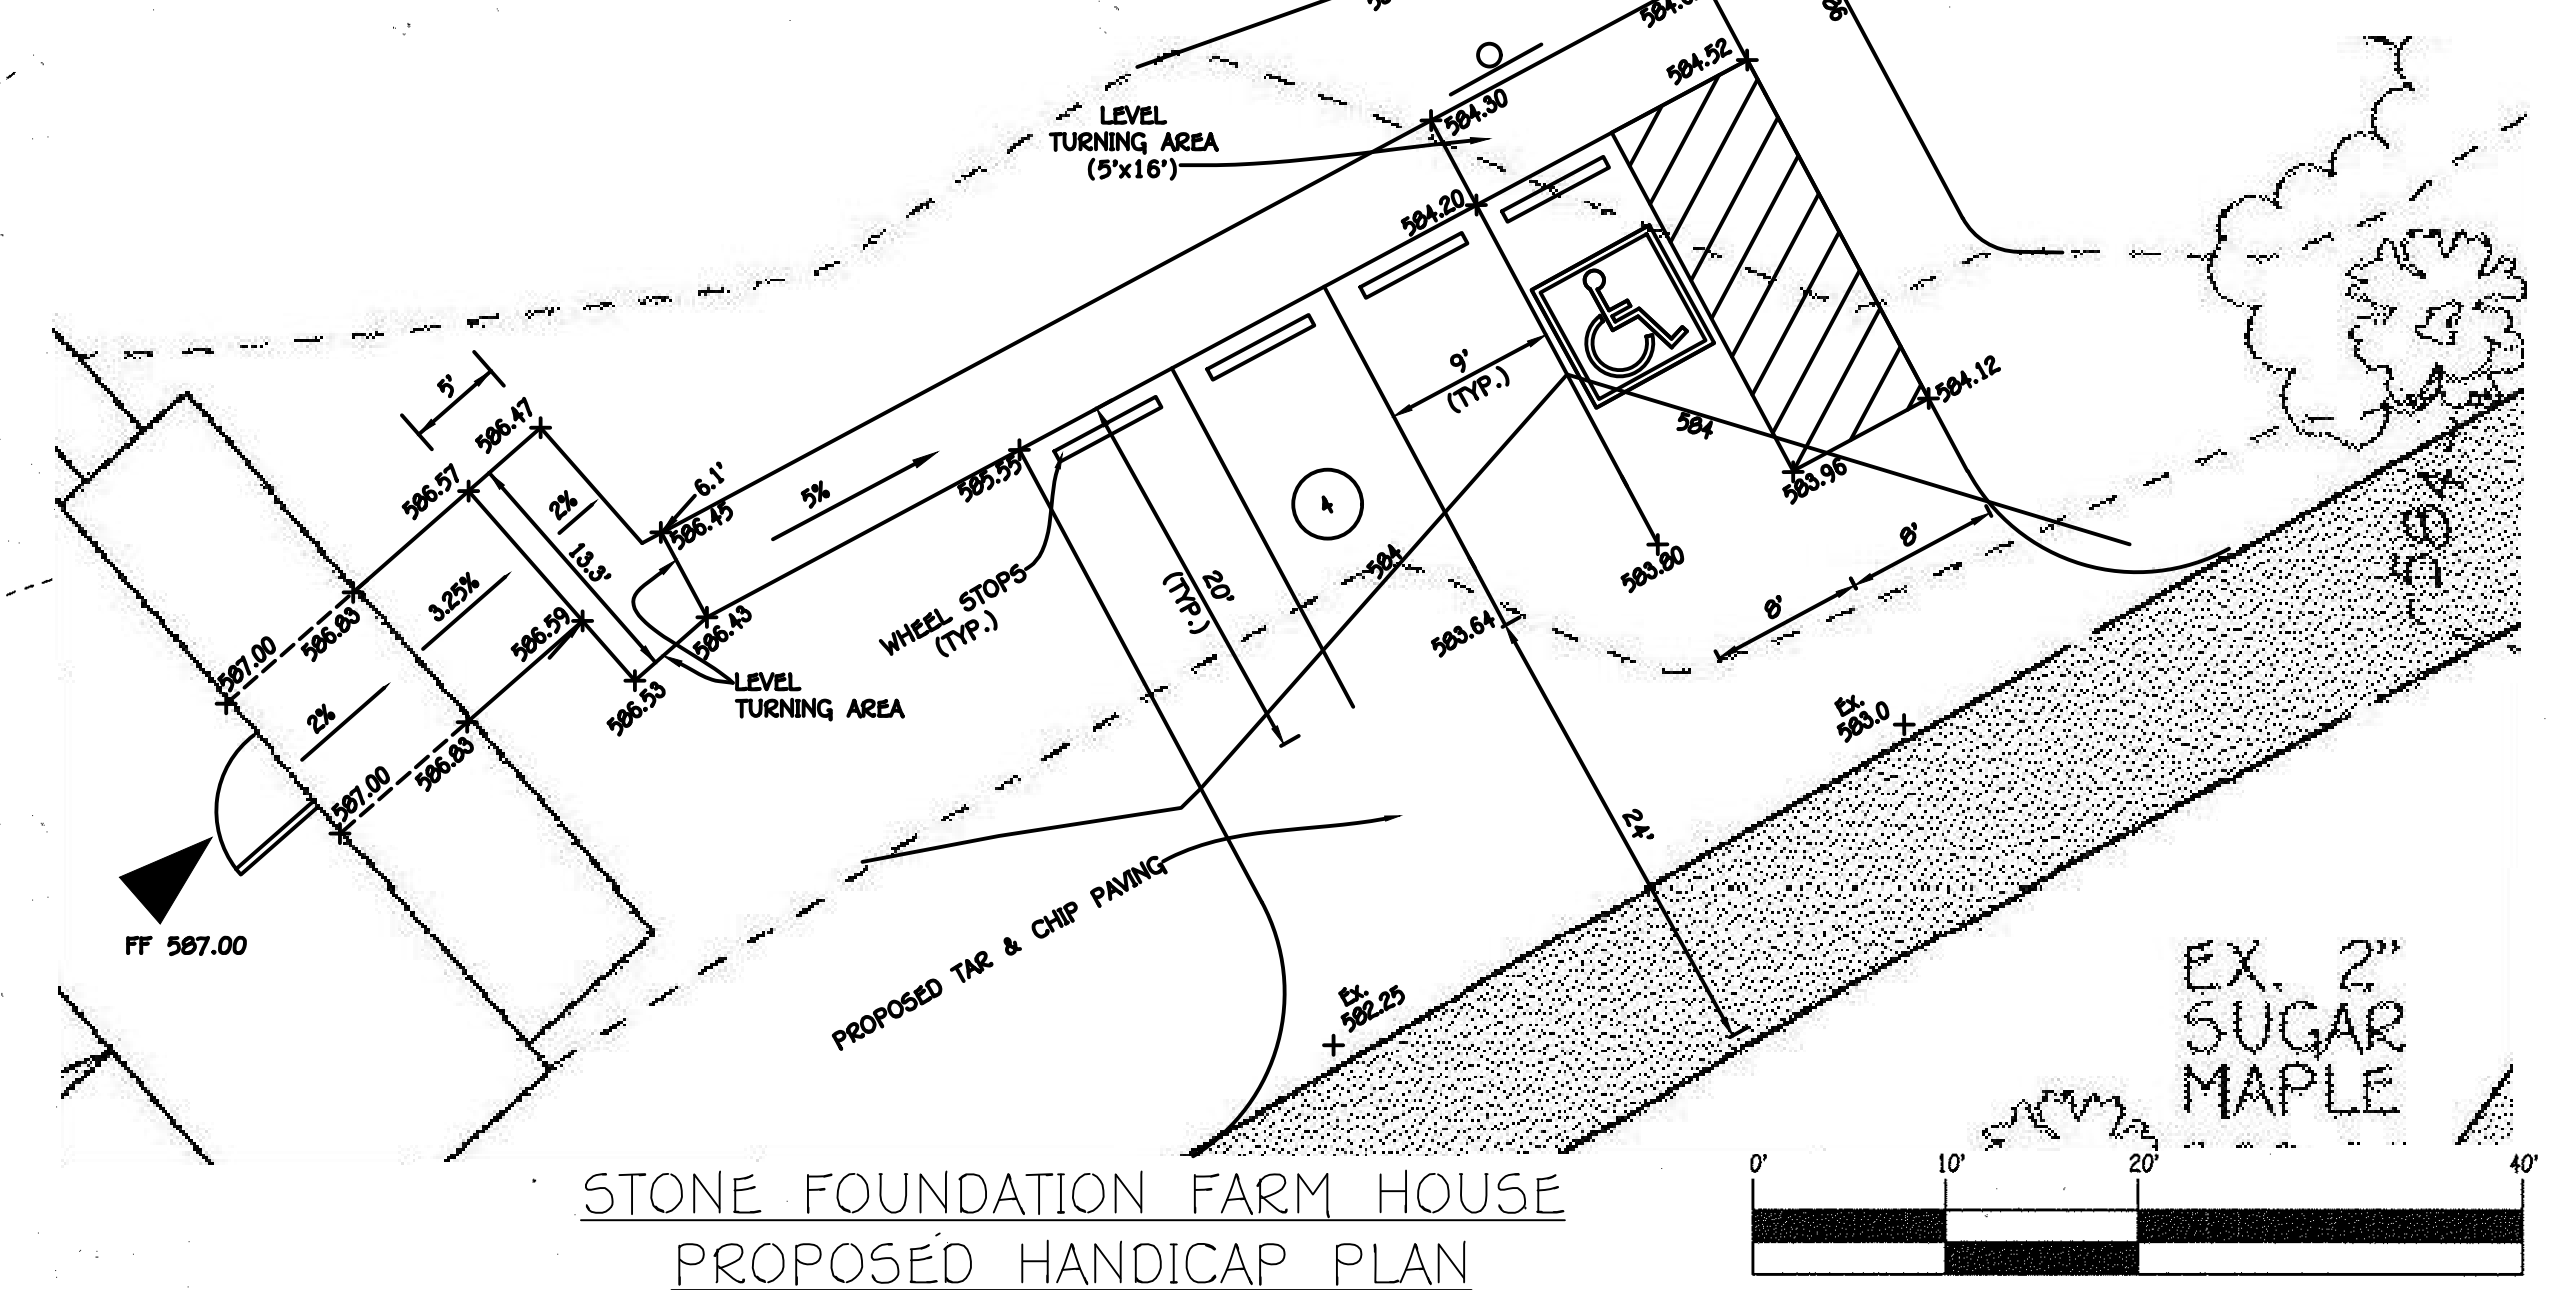 584.52
584.30
LEVEL
TURNING AREA
(5'x16')
584.20
5'
586.47
586.57
6.1'
586.45
5%
585.55
2%
13.3'
9'
(TYP.)
584
584.12
583.96
4
8'
8'
3.25%
586.59
586.43
586.83
587.00
WHEEL STOPS
(TYP.)
20'
(TYP.)
584
583.80
583.64
586.53
LEVEL
TURNING AREA
2%
586.83
587.00
Ex.
583.0
24'
FF 587.00
PROPOSED TAR & CHIP PAVING
Ex.
582.25
EX. 2"
SUGAR
MAPLE
STONE FOUNDATION FARM HOUSE
PROPOSED HANDICAP PLAN
0' 10' 20' 40'